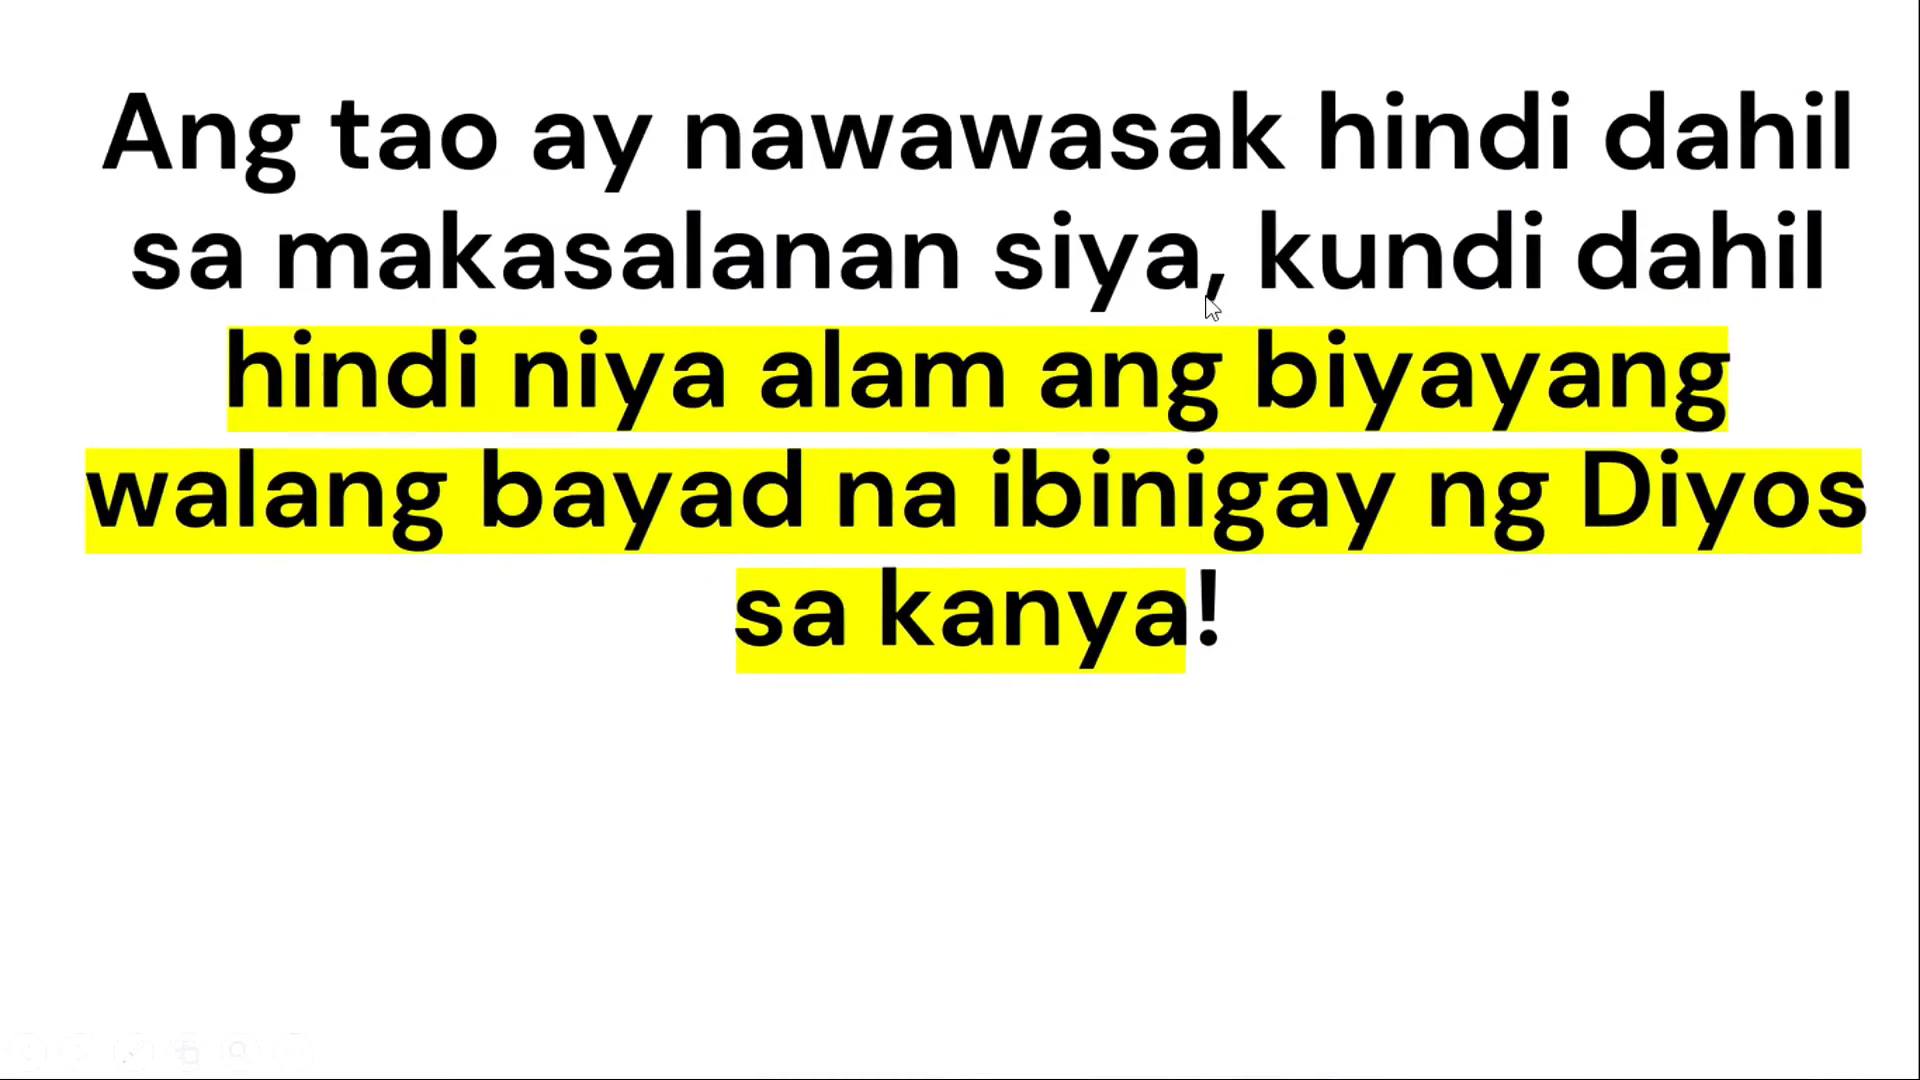 Ang tao ay nawawasak hindi dahil
sa makasalanan siya, kundi dahil
hindi niya alam ang biyayang
walang bayad na ibinigay ng Diyos
sa kanya!